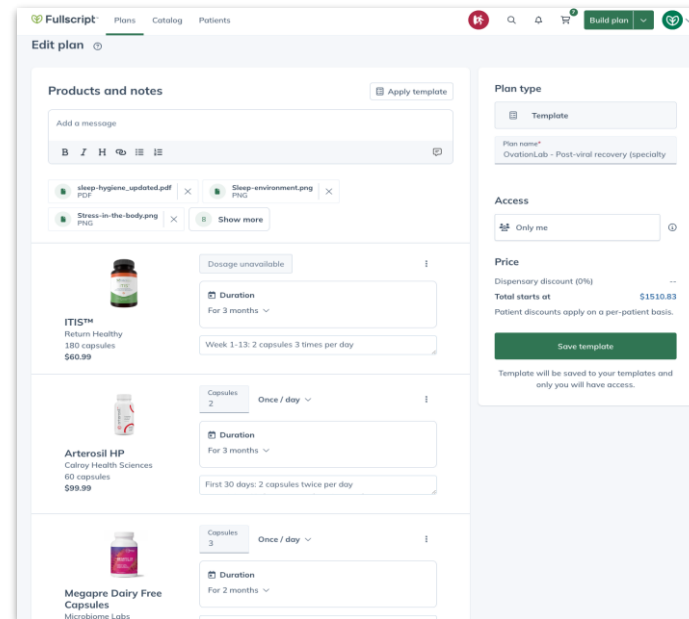 Fullscript Plans Catalog Patients 7 Build plan
Edit plan
Products and notes
Apply template
Add a message
B I H
sleep-hygiene_updated.pdf
PDF
Sleep-environment.png
PNG
Stress-in-the-body.png
PNG
8 Show more
Dosage unavailable
Duration
For 3 months
Week 1-13: 2 capsules 3 times per day
ITIS™
Return Healthy
180 capsules
$60.99
Capsules
2
Once / day
Duration
For 3 months
First 30 days: 2 capsules twice per day
Arterosil HP
Calroy Health Sciences
60 capsules
$99.99
Capsules
3
Once / day
Duration
For 2 months
Megapre Dairy Free
Capsules
Microbiome Labs
Plan type
Template
Plan name*
OvationLab - Post-viral recovery (specialty
Access
Only me
Price
Dispensary discount (0%) --
Total starts at $1510.83
Patient discounts apply on a per-patient basis.
Save template
Template will be saved to your templates and
only you will have access.